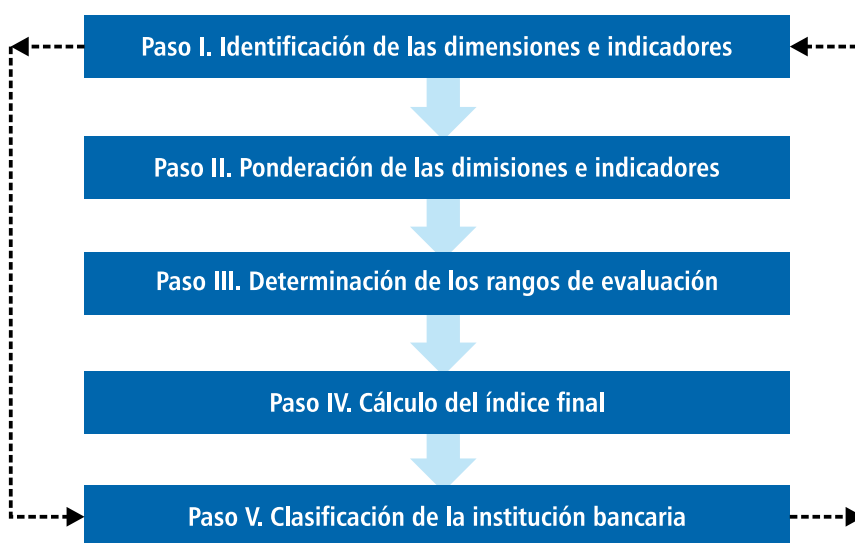 Paso I. Identificación de las dimensiones e indicadores
Paso II. Ponderación de las dimisiones e indicadores
Paso III. Determinación de los rangos de evaluación
Paso IV. Cálculo del índice final
Paso V. Clasificación de la institución bancaria